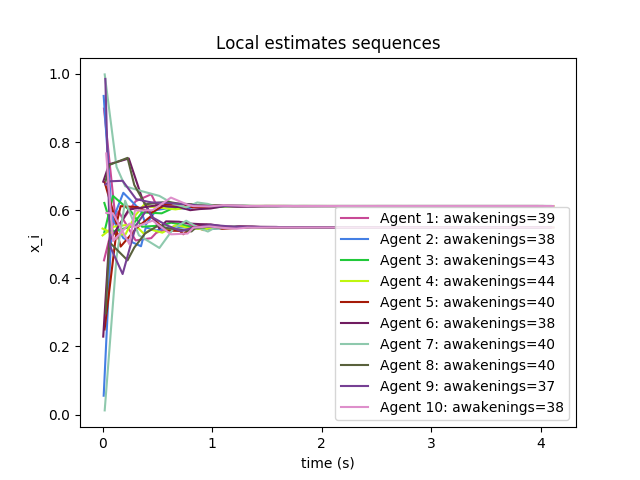 Local estimates sequences
1.0
0.8
0.6
0.4
0.2
0.0
x_i
Agent 1: awakenings=39
Agent 2: awakenings=38
Agent 3: awakenings=43
Agent 4: awakenings=44
Agent 5: awakenings=40
Agent 6: awakenings=38
Agent 7: awakenings=40
Agent 8: awakenings=40
Agent 9: awakenings=37
Agent 10: awakenings=38
0 1 2 3 4
time (s)